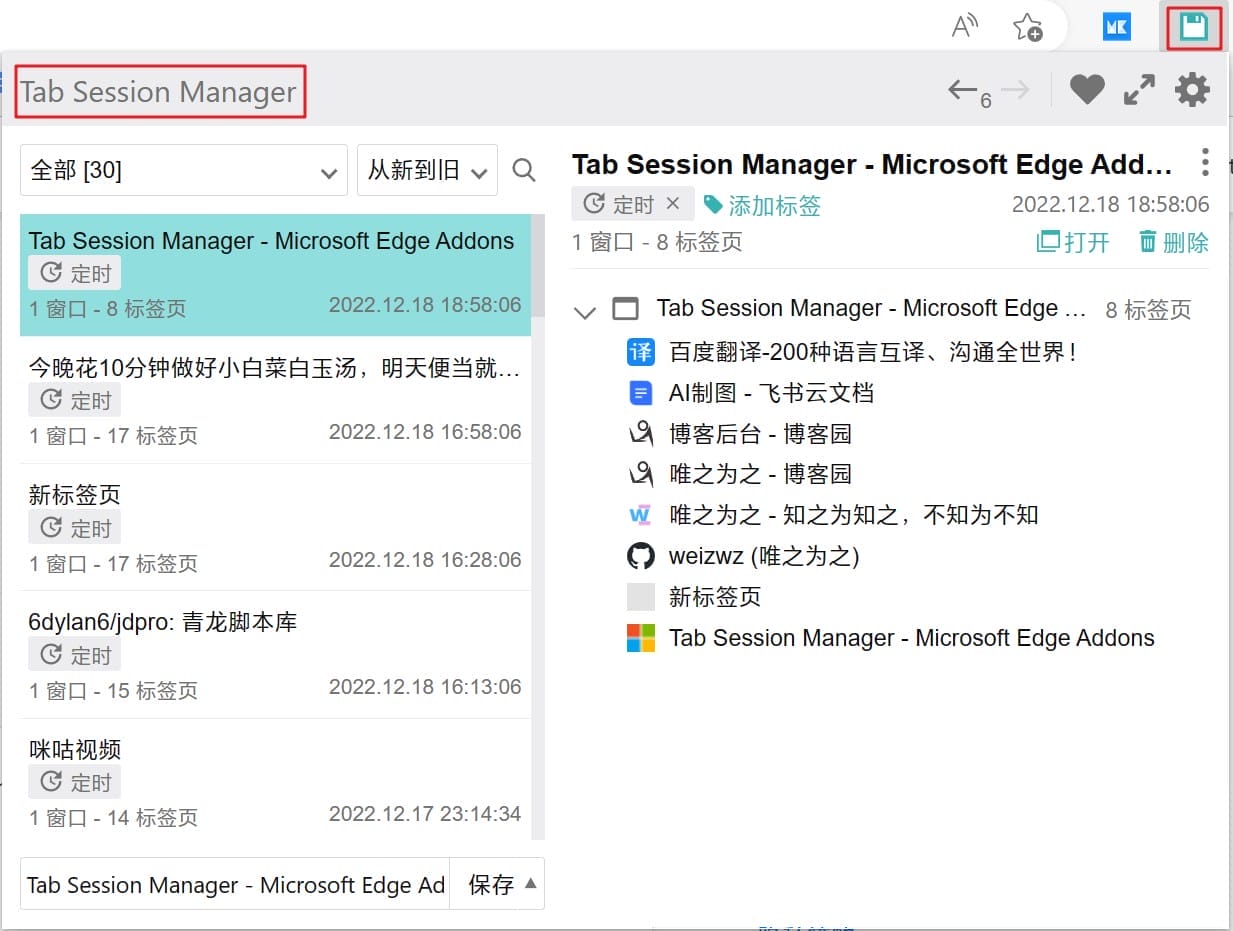 A
MK
Tab Session Manager
6
全部 [30]
从新到旧
Tab Session Manager - Microsoft Edge Addons
定时
1 窗口 - 8 标签页
2022.12.18 18:58:06
今晚花10分钟做好小白菜白玉汤，明天便当就...
定时
1 窗口 - 17 标签页
2022.12.18 16:58:06
新标签页
定时
1 窗口 - 17 标签页
2022.12.18 16:28:06
6dylan6/jdpro: 青龙脚本库
定时
1 窗口 - 15 标签页
2022.12.18 16:13:06
咪咕视频
定时
1 窗口 - 14 标签页
2022.12.17 23:14:34
Tab Session Manager - Microsoft Edge Ad
保存
Tab Session Manager - Microsoft Edge Add...
定时
添加标签
2022.12.18 18:58:06
1 窗口 - 8 标签页
打开
删除
Tab Session Manager - Microsoft Edge ...
8 标签页
译 百度翻译-200种语言互译、沟通全世界！
AI制图 - 飞书云文档
博客后台 - 博客园
唯之为之 - 博客园
W 唯之为之 - 知之为知之，不知为不知
weizwz (唯之为之)
新标签页
Tab Session Manager - Microsoft Edge Addons